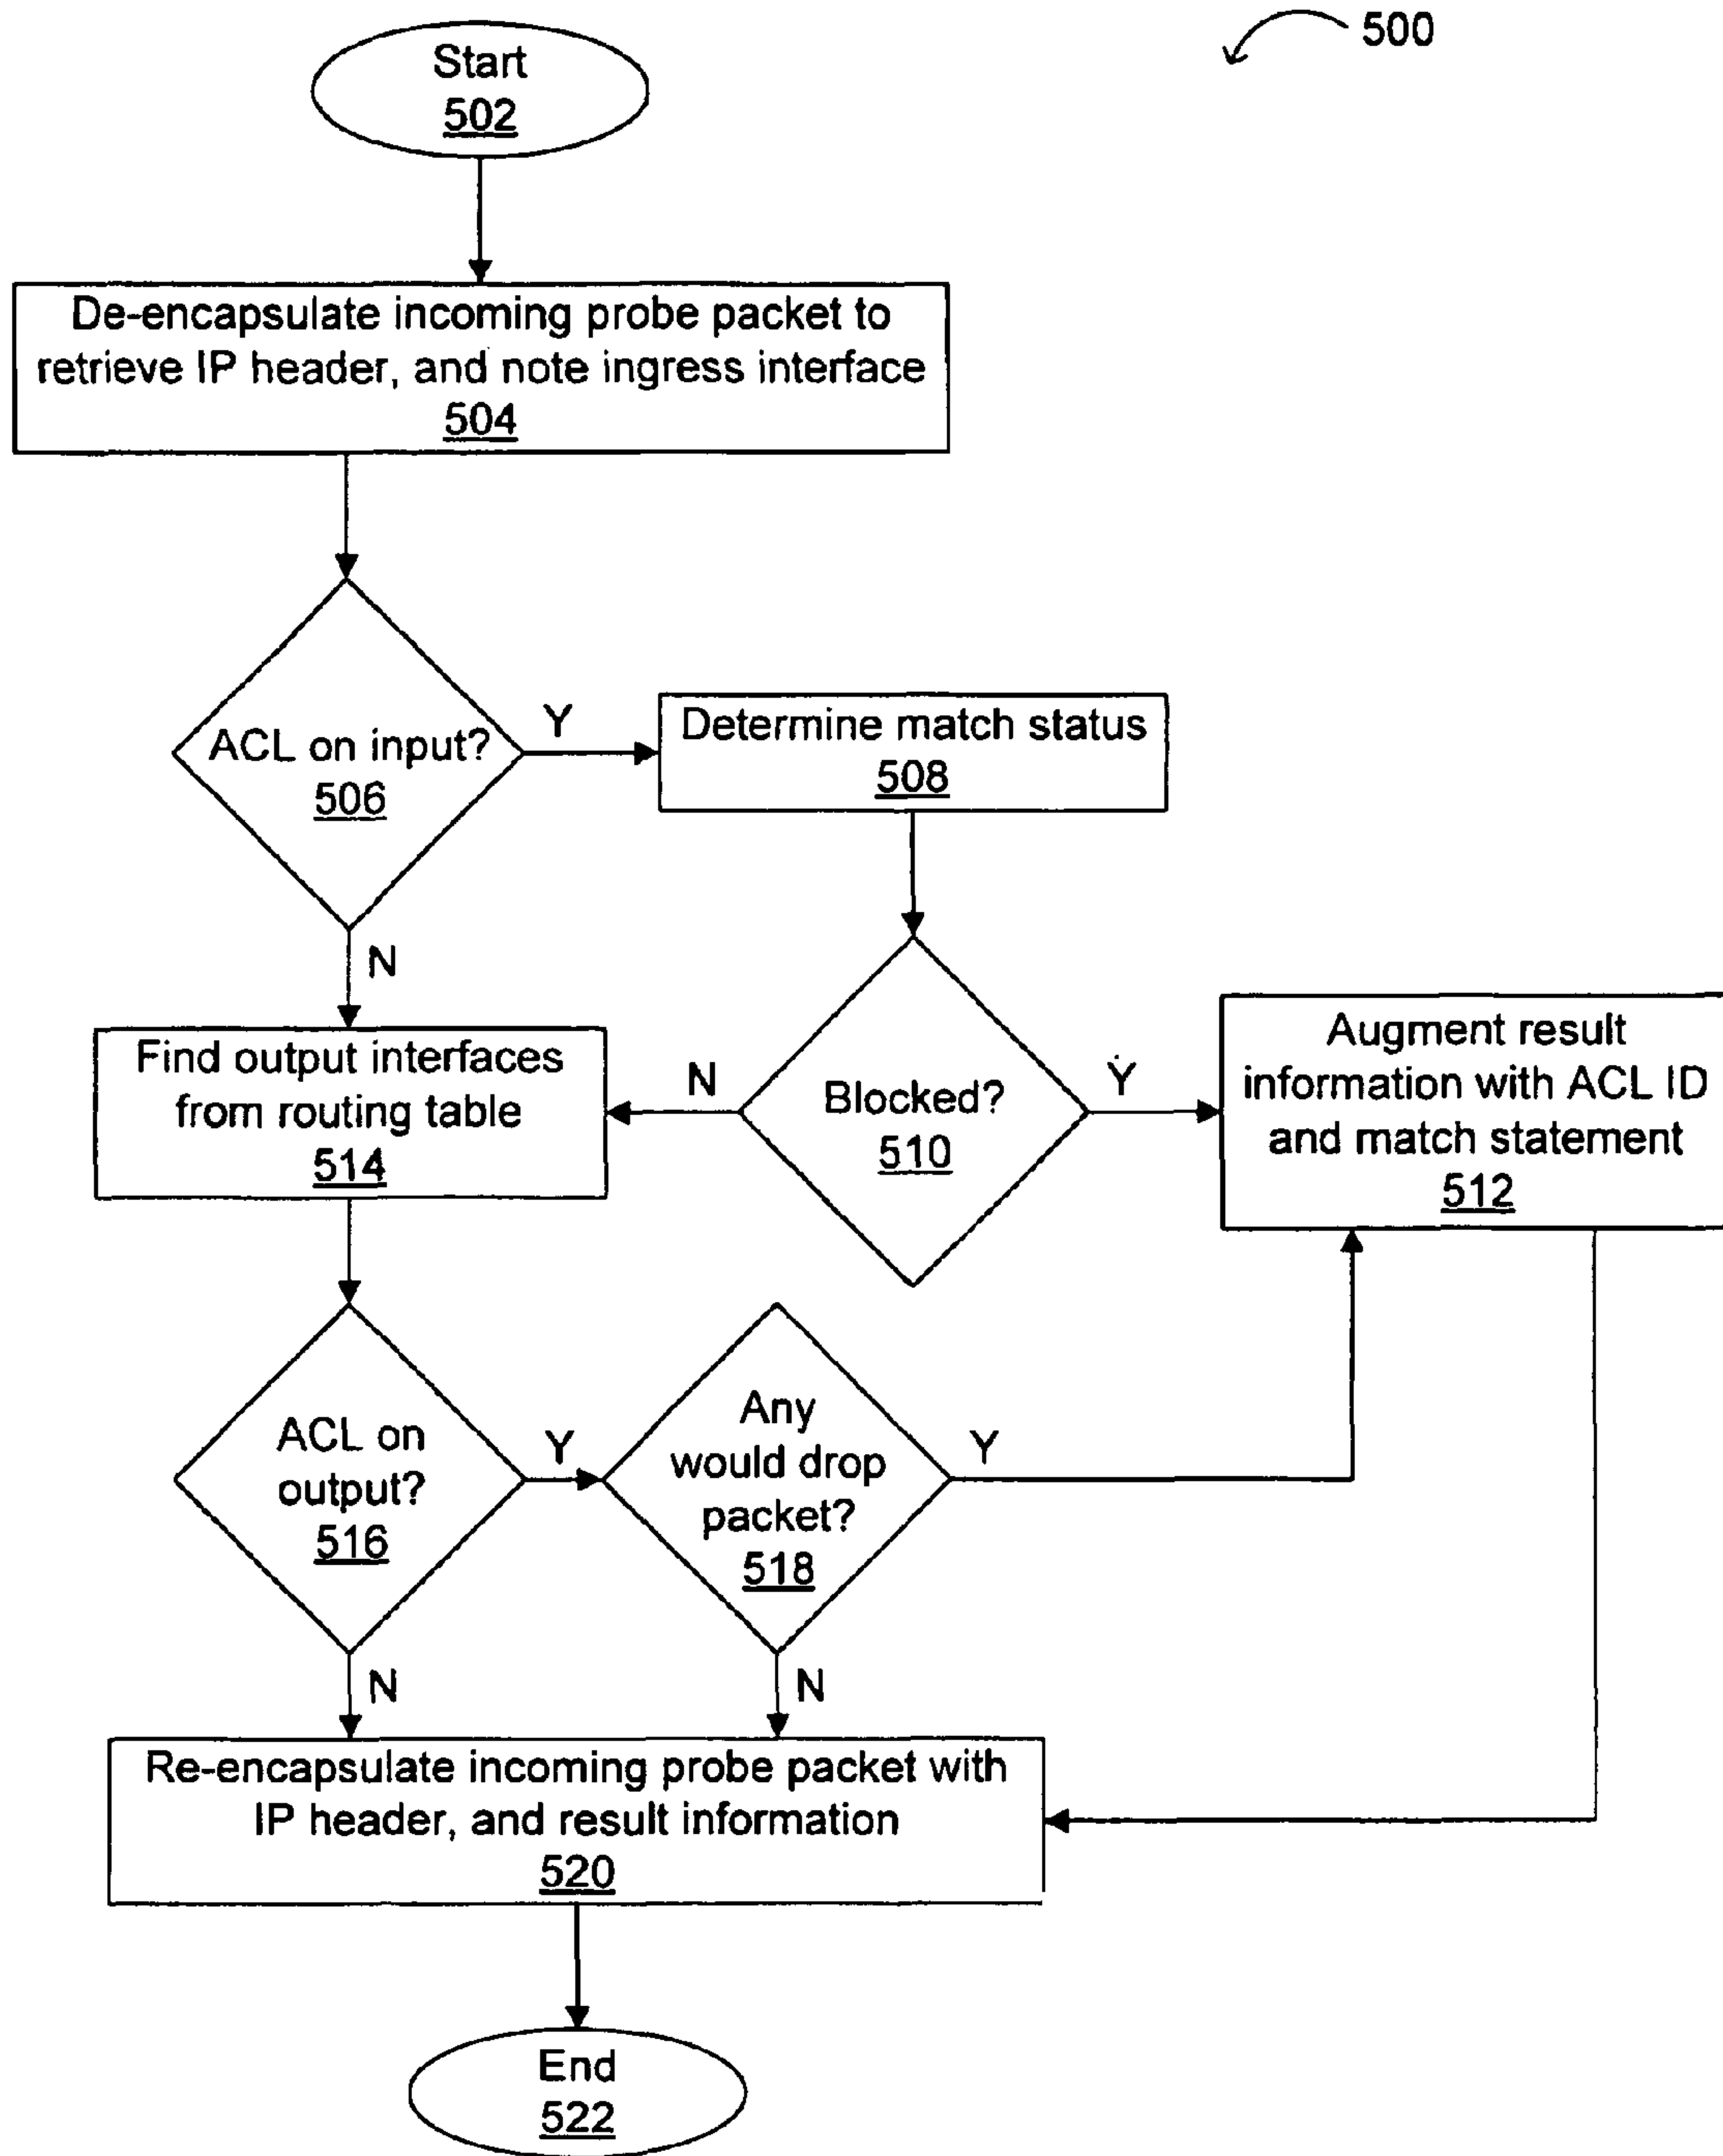 500
Start
502
De-encapsulate incoming probe packet to
retrieve IP header, and note ingress interface
504
ACL on input?
506
Y
Determine match status
508
N
Find output interfaces
from routing table
514
N
Blocked?
510
Y
Augment result
information with ACL ID
and match statement
512
ACL on
output?
516
Y
Any
would drop
packet?
518
Y
N
N
Re-encapsulate incoming probe packet with
IP header, and result information
520
End
522